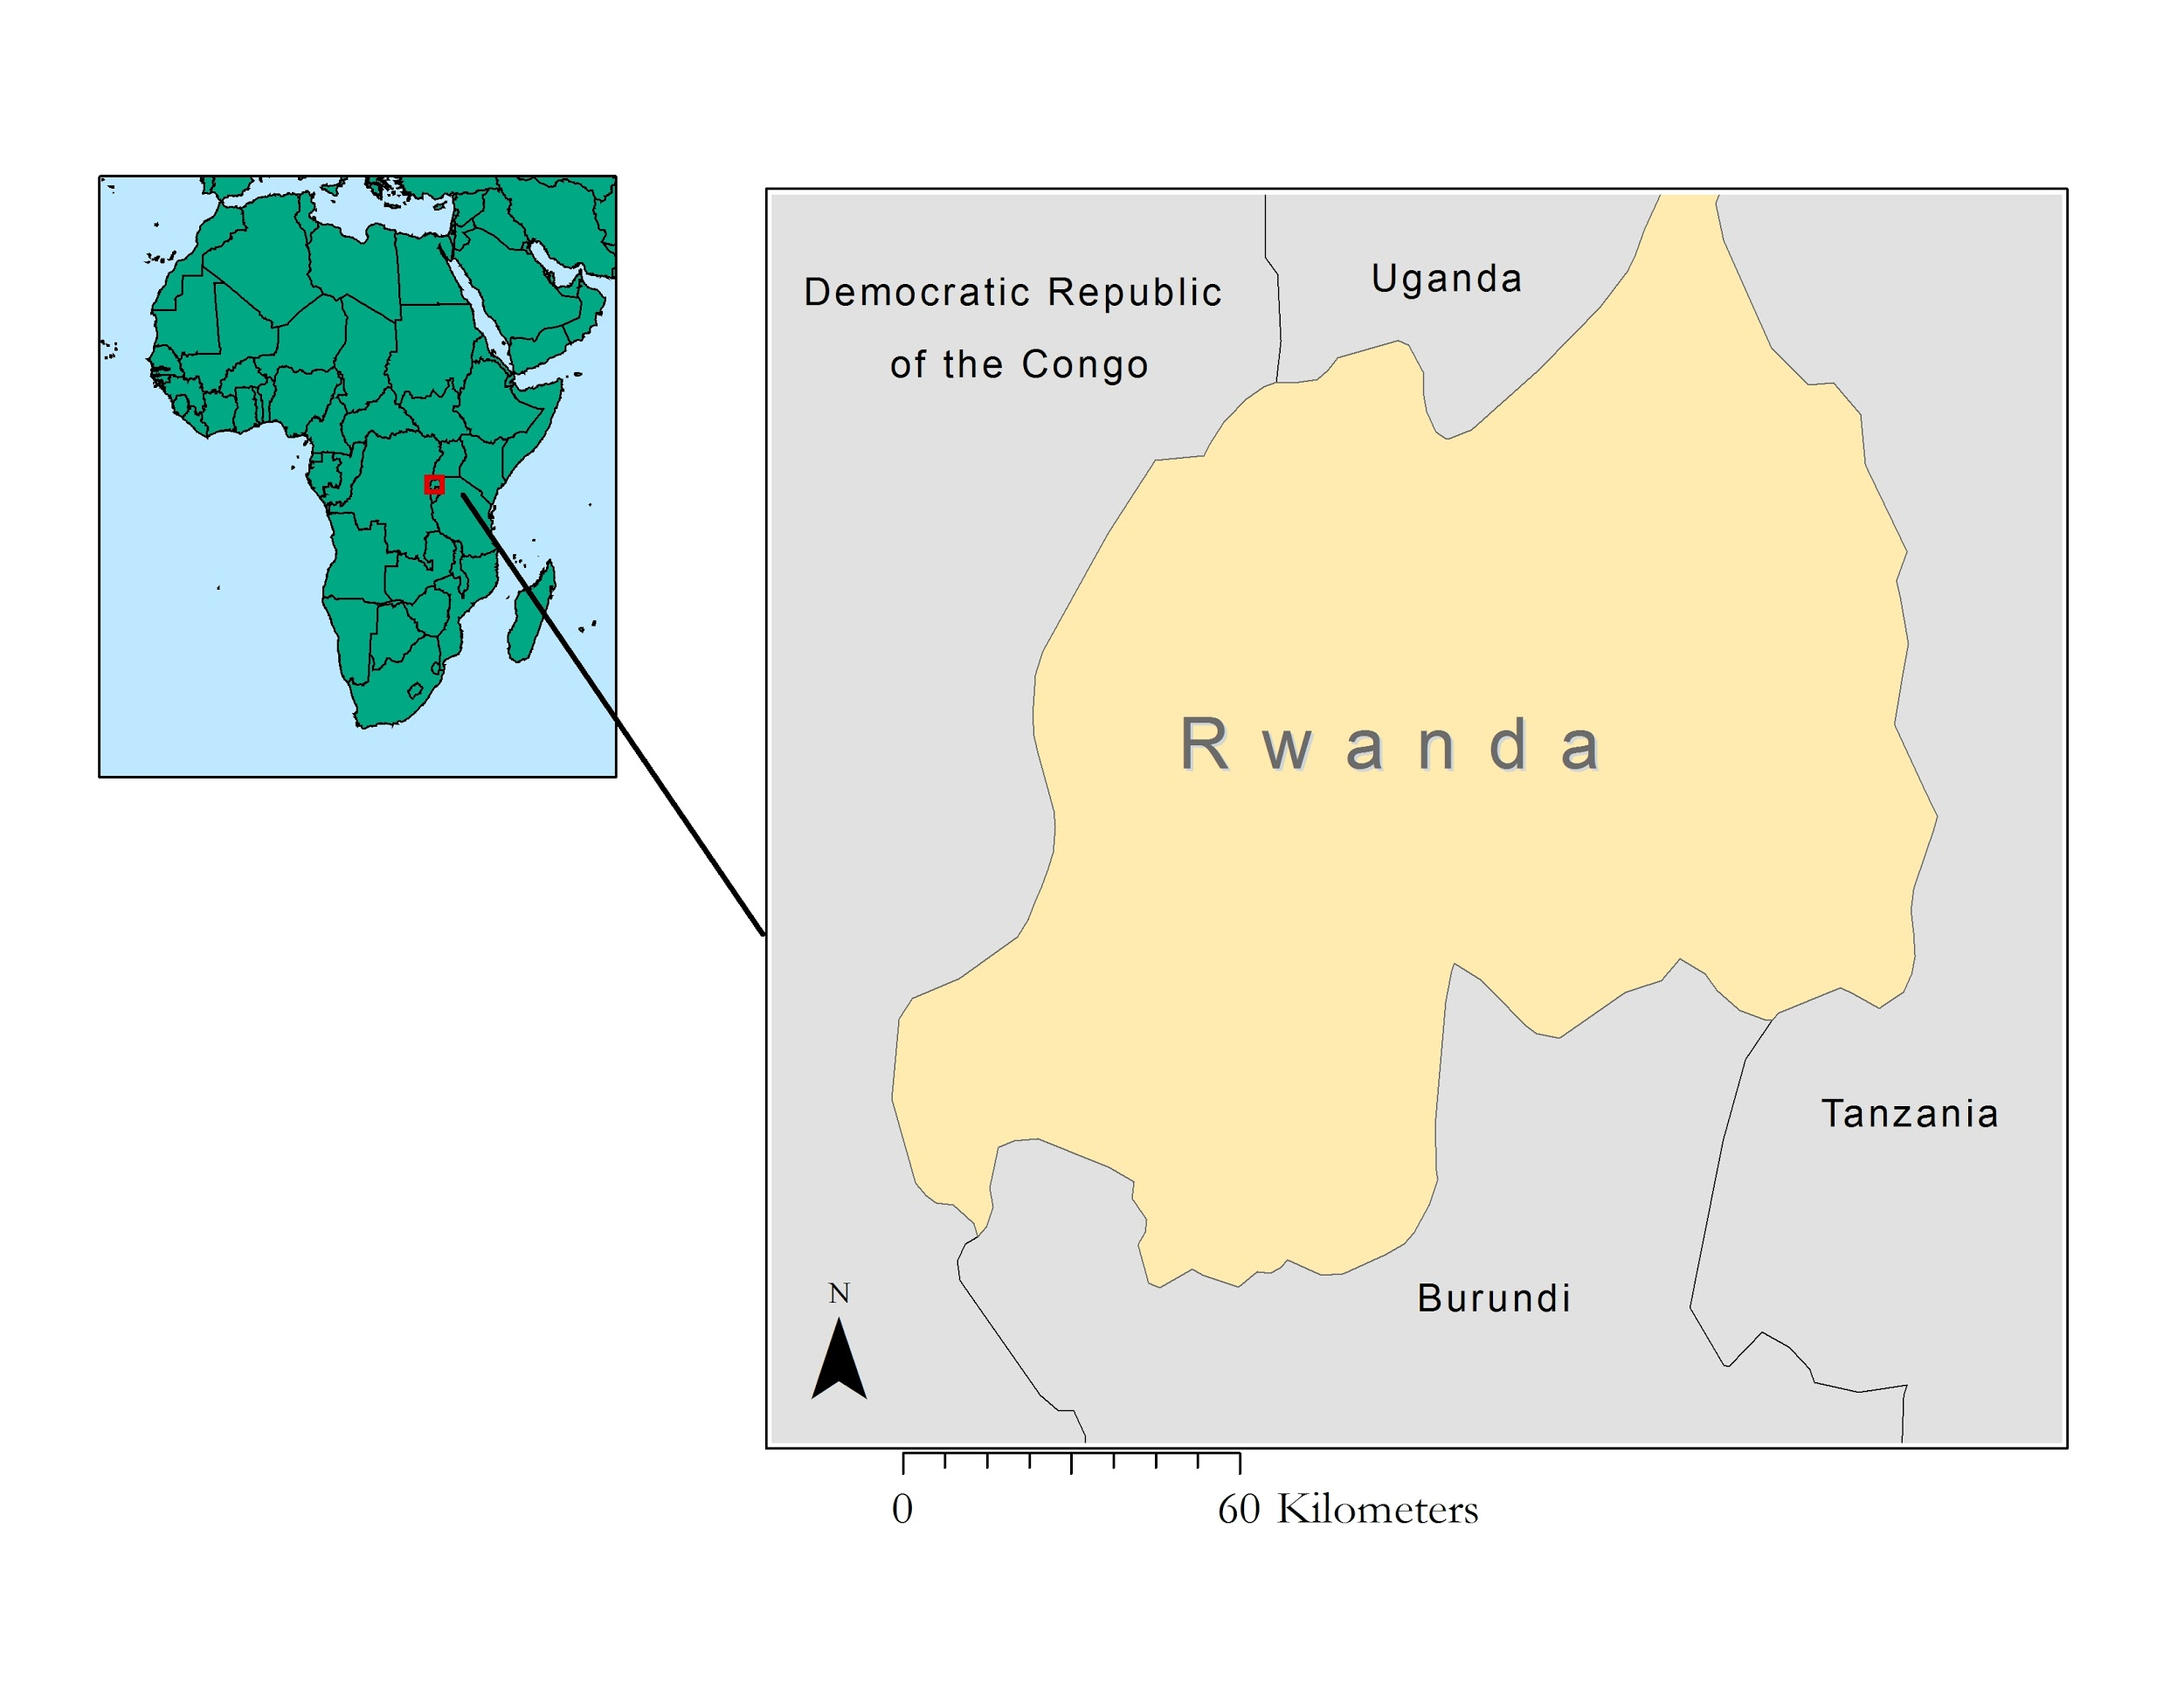 Democratic Republic
of the Congo
Uganda
Rwanda
Tanzania
Burundi
N
0 60 Kilometers